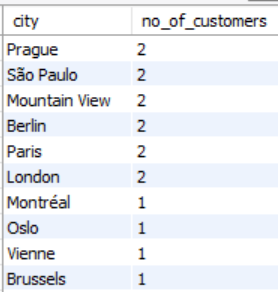 city no_of_customers
Prague 2
São Paulo 2
Mountain View 2
Berlin 2
Paris 2
London 2
Montréal 1
Oslo 1
Vienne 1
Brussels 1